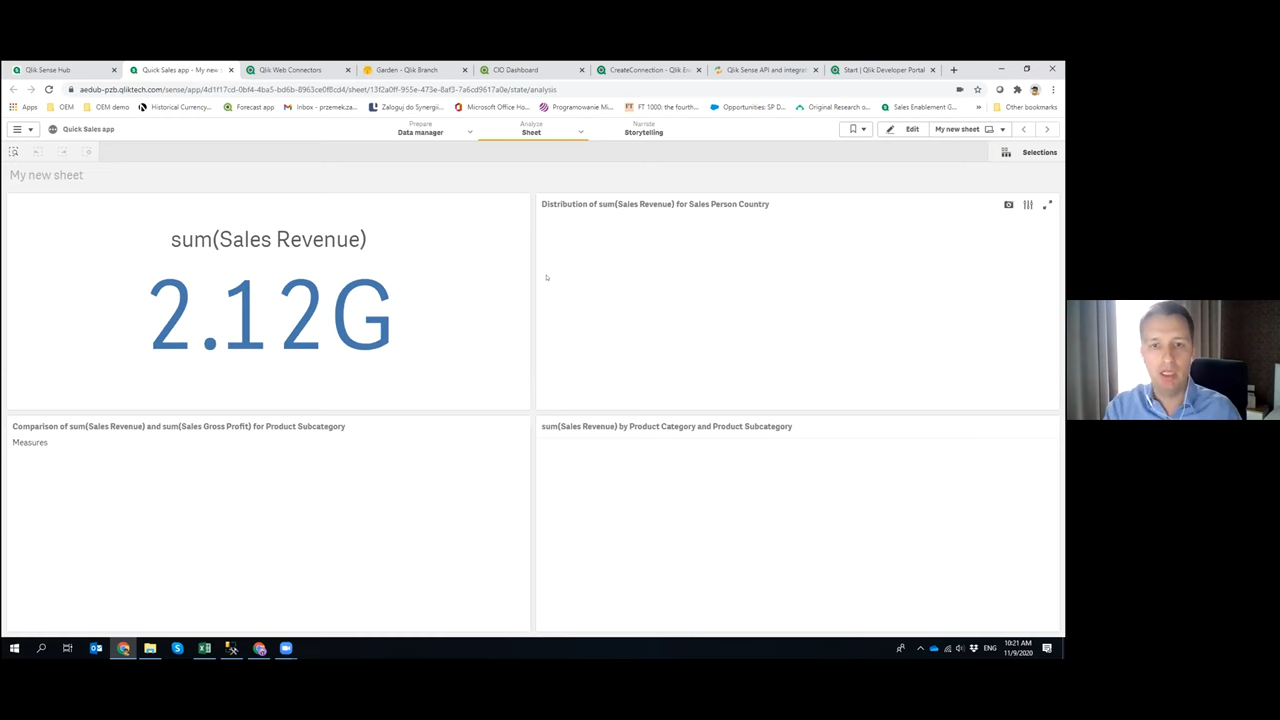 Qlik Sense Hub
Quick Sales app - My new
Qlik Web Connectors
Garden - Qlik Branch
CIO Dashboard
CreateConnection - Qlik En
Qlik Sense API and integrat
Start | Qlik Developer Portal
aedub-pzb.qliktech.com/sense/app/4d1f17cd-0bf4-4ba5-bd6b-8963ce0f8cd4/sheet/13f2a0ff-955e-473e-8af3-7a6cd9617a0e/state/analysis
Apps
OEM
OEM demo
Historical Currency...
Forecast app
Inbox - przemek.za...
Zaloguj do Synergii...
Microsoft Office Ho...
Programowanie Mi...
FT 1000: the fourth...
Opportunities: SP D...
Original Research o...
Sales Enablement G...
»
Other bookmarks
Quick Sales app
Prepare
Data manager
Analyze
Sheet
Narrate
Storytelling
Edit
My new sheet
Selections
My new sheet
sum(Sales Revenue)
2.12G
Distribution of sum(Sales Revenue) for Sales Person Country
Comparison of sum(Sales Revenue) and sum(Sales Gross Profit) for Product Subcategory
Measures
sum(Sales Revenue) by Product Category and Product Subcategory
ENG
10:21 AM
11/9/2020